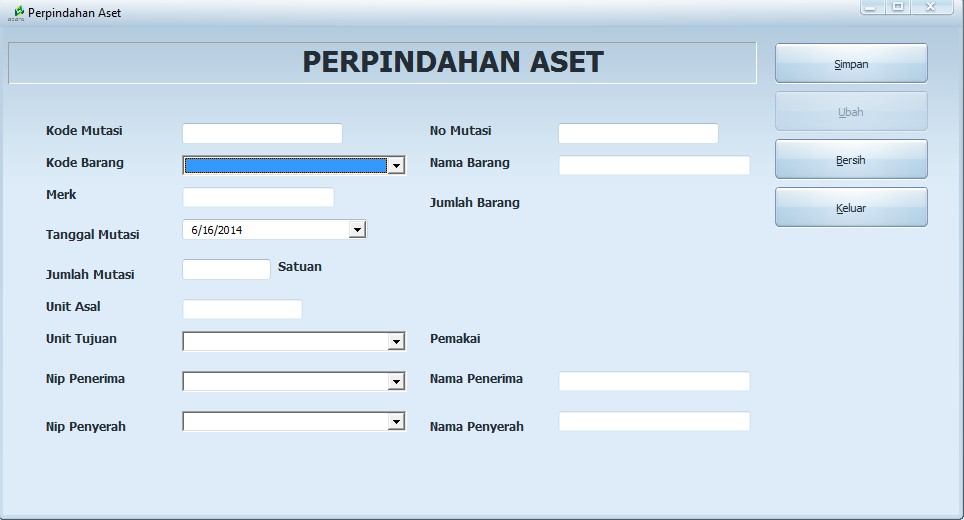 Perpindahan Aset
PERPINDAHAN ASET
Simpan
Ubah
Bersih
Keluar
Kode Mutasi
No Mutasi
Kode Barang
Nama Barang
Merk
Jumlah Barang
Tanggal Mutasi 6/16/2014
Jumlah Mutasi Satuan
Unit Asal
Unit Tujuan
Pemakai
Nip Penerima
Nama Penerima
Nip Penyerah
Nama Penyerah